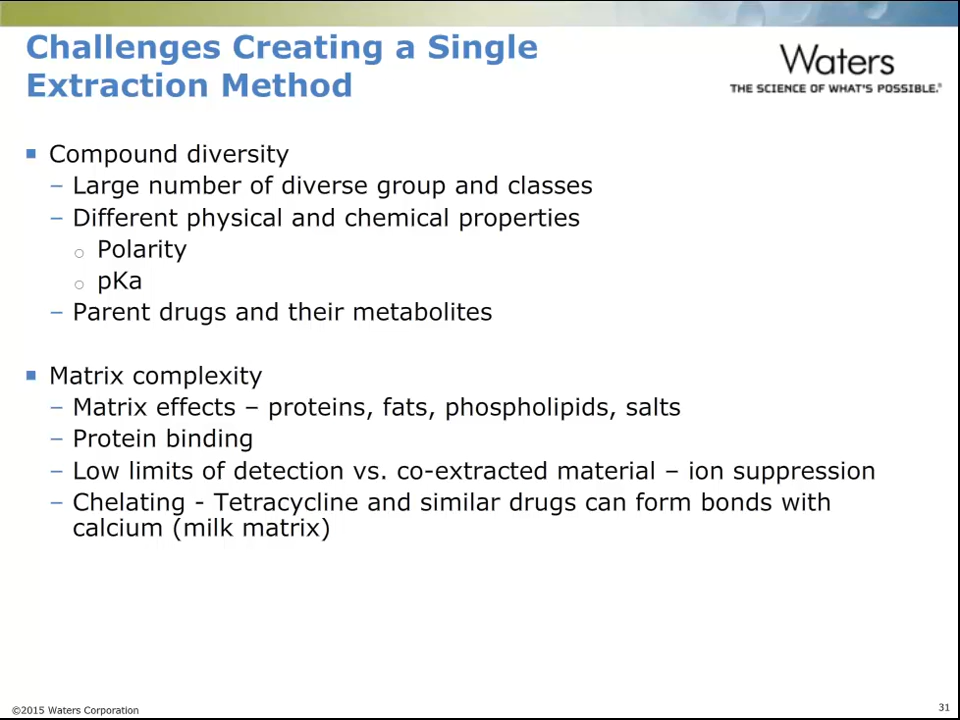 Challenges Creating a Single
Extraction Method
Waters
THE SCIENCE OF WHAT'S POSSIBLE.®
■ Compound diversity
– Large number of diverse group and classes
– Different physical and chemical properties
o Polarity
o pKa
– Parent drugs and their metabolites
■ Matrix complexity
– Matrix effects – proteins, fats, phospholipids, salts
– Protein binding
– Low limits of detection vs. co-extracted material – ion suppression
– Chelating - Tetracycline and similar drugs can form bonds with
calcium (milk matrix)
©2015 Waters Corporation
31